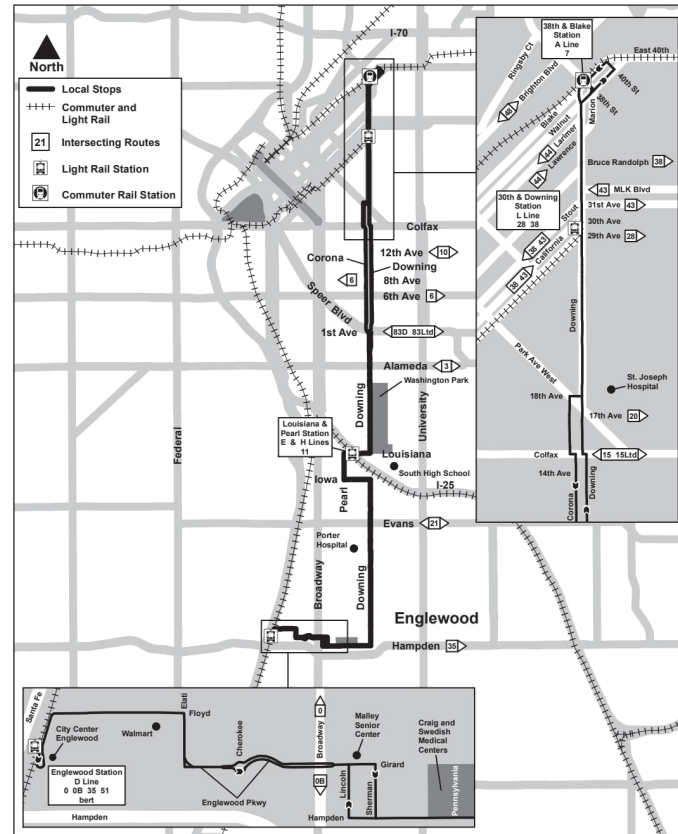 North
Local Stops
Commuter and
Light Rail
21 Intersecting Routes
Light Rail Station
Commuter Rail Station
I-70
Colfax
12th Ave 10
Corona
Downing
8th Ave
6
6th Ave 6
Speer Blvd
1st Ave 83D 83Ltd
Alameda 3
Washington Park
Downing
University
Federal
Louisiana &
Pearl Station
E & H Lines
11
Louisiana
South High School
I-25
Iowa
Pearl
Evans 21
Porter
Hospital
Broadway
Downing
Englewood
Hampden 35
38th & Blake
Station
A Line
7
East 40th
40th St
38th St
Ringsby Ct
Brighton Blvd
48
Marion
Blake
Walnut
Larimer
44
Lawrence
44
Bruce Randolph 38
43 MLK Blvd
31st Ave 43
30th & Downing
Station
L Line
28 38
30th Ave
29th Ave 28
Stout
38 43
California
38 43
Downing
Park Ave West
St. Joseph
Hospital
18th Ave
17th Ave 20
Colfax 15 15Ltd
14th Ave
Corona
Downing
Santa Fe
City Center
Englewood
Walmart
Elati
Floyd
Englewood Station
D Line
0 0B 35 51
bert
Cherokee
Englewood Pkwy
0
Broadway
0B
Malley
Senior
Center
Craig and
Swedish
Medical
Centers
Lincoln
Girard
Sherman
Pennsylvania
Hampden
Hampden